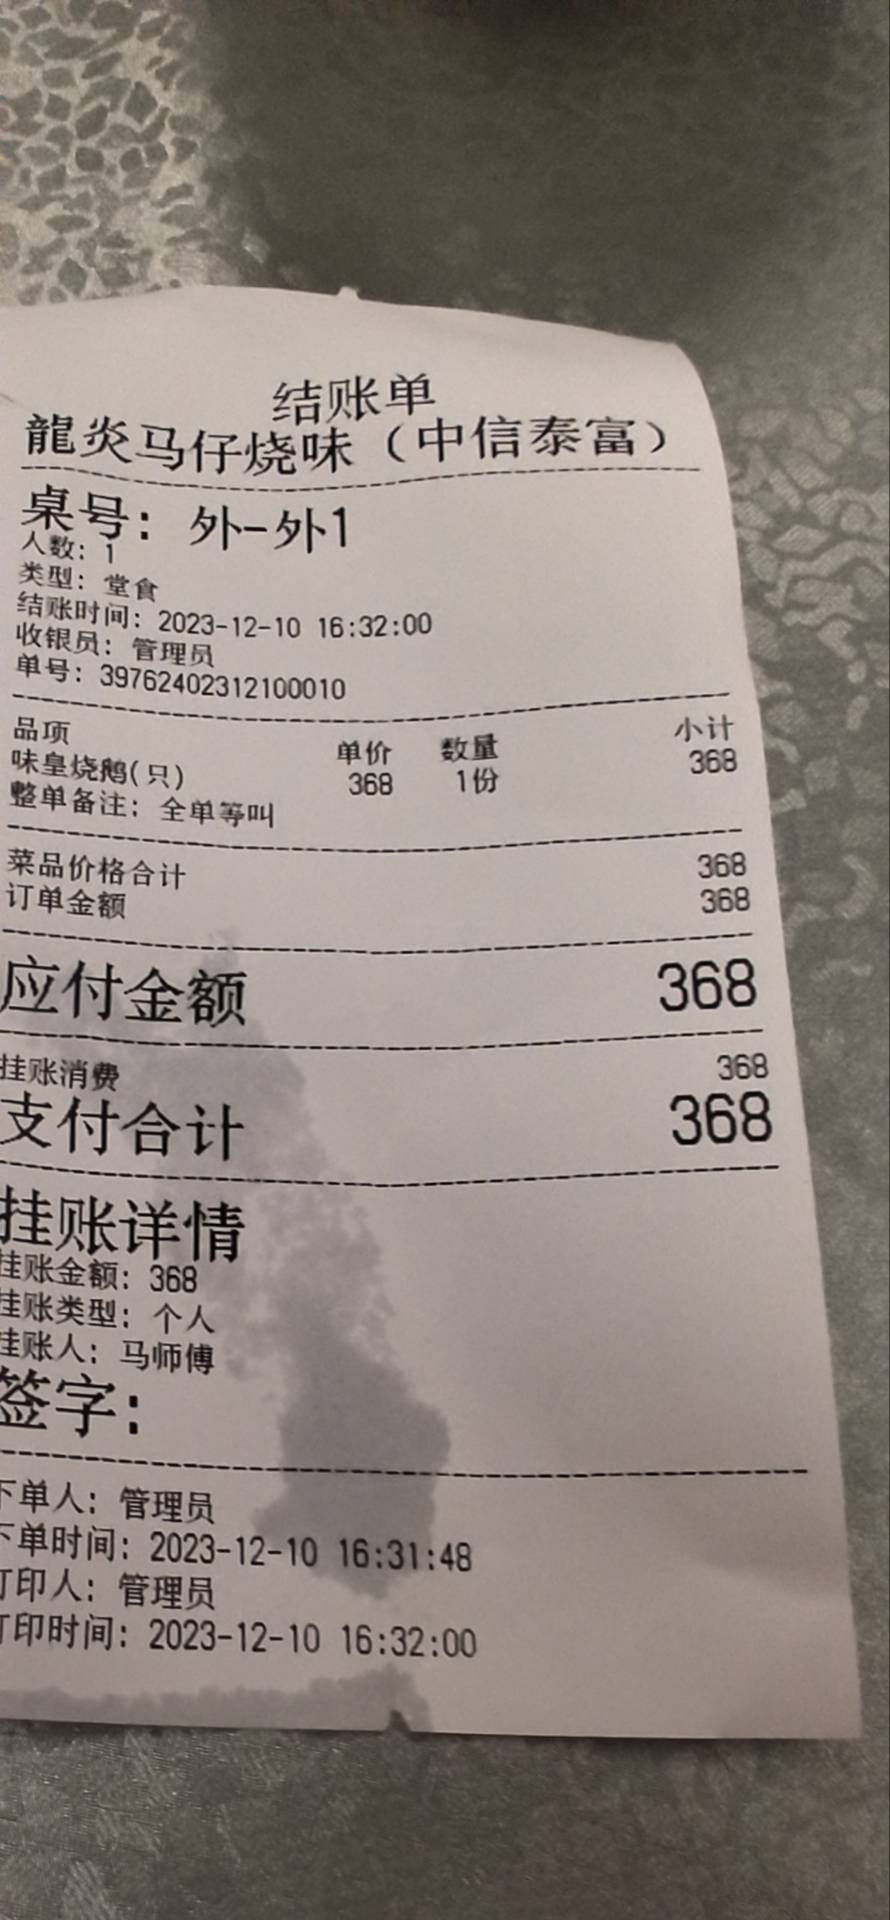 结账单
龍炎马仔烧味（中信泰富）
桌号：外-外1
人数：1
类型：堂食
结账时间：2023-12-10 16:32:00
收银员：管理员
单号：39762402312100010
品项 单价 数量 小计
味皇烧鹅(只) 368 1份 368
整单备注：全单等叫
菜品价格合计 368
订单金额 368
应付金额 368
挂账消费 368
支付合计 368
挂账详情
挂账金额：368
挂账类型：个人
挂账人：马师傅
签字：
下单人：管理员
下单时间：2023-12-10 16:31:48
打印人：管理员
打印时间：2023-12-10 16:32:00